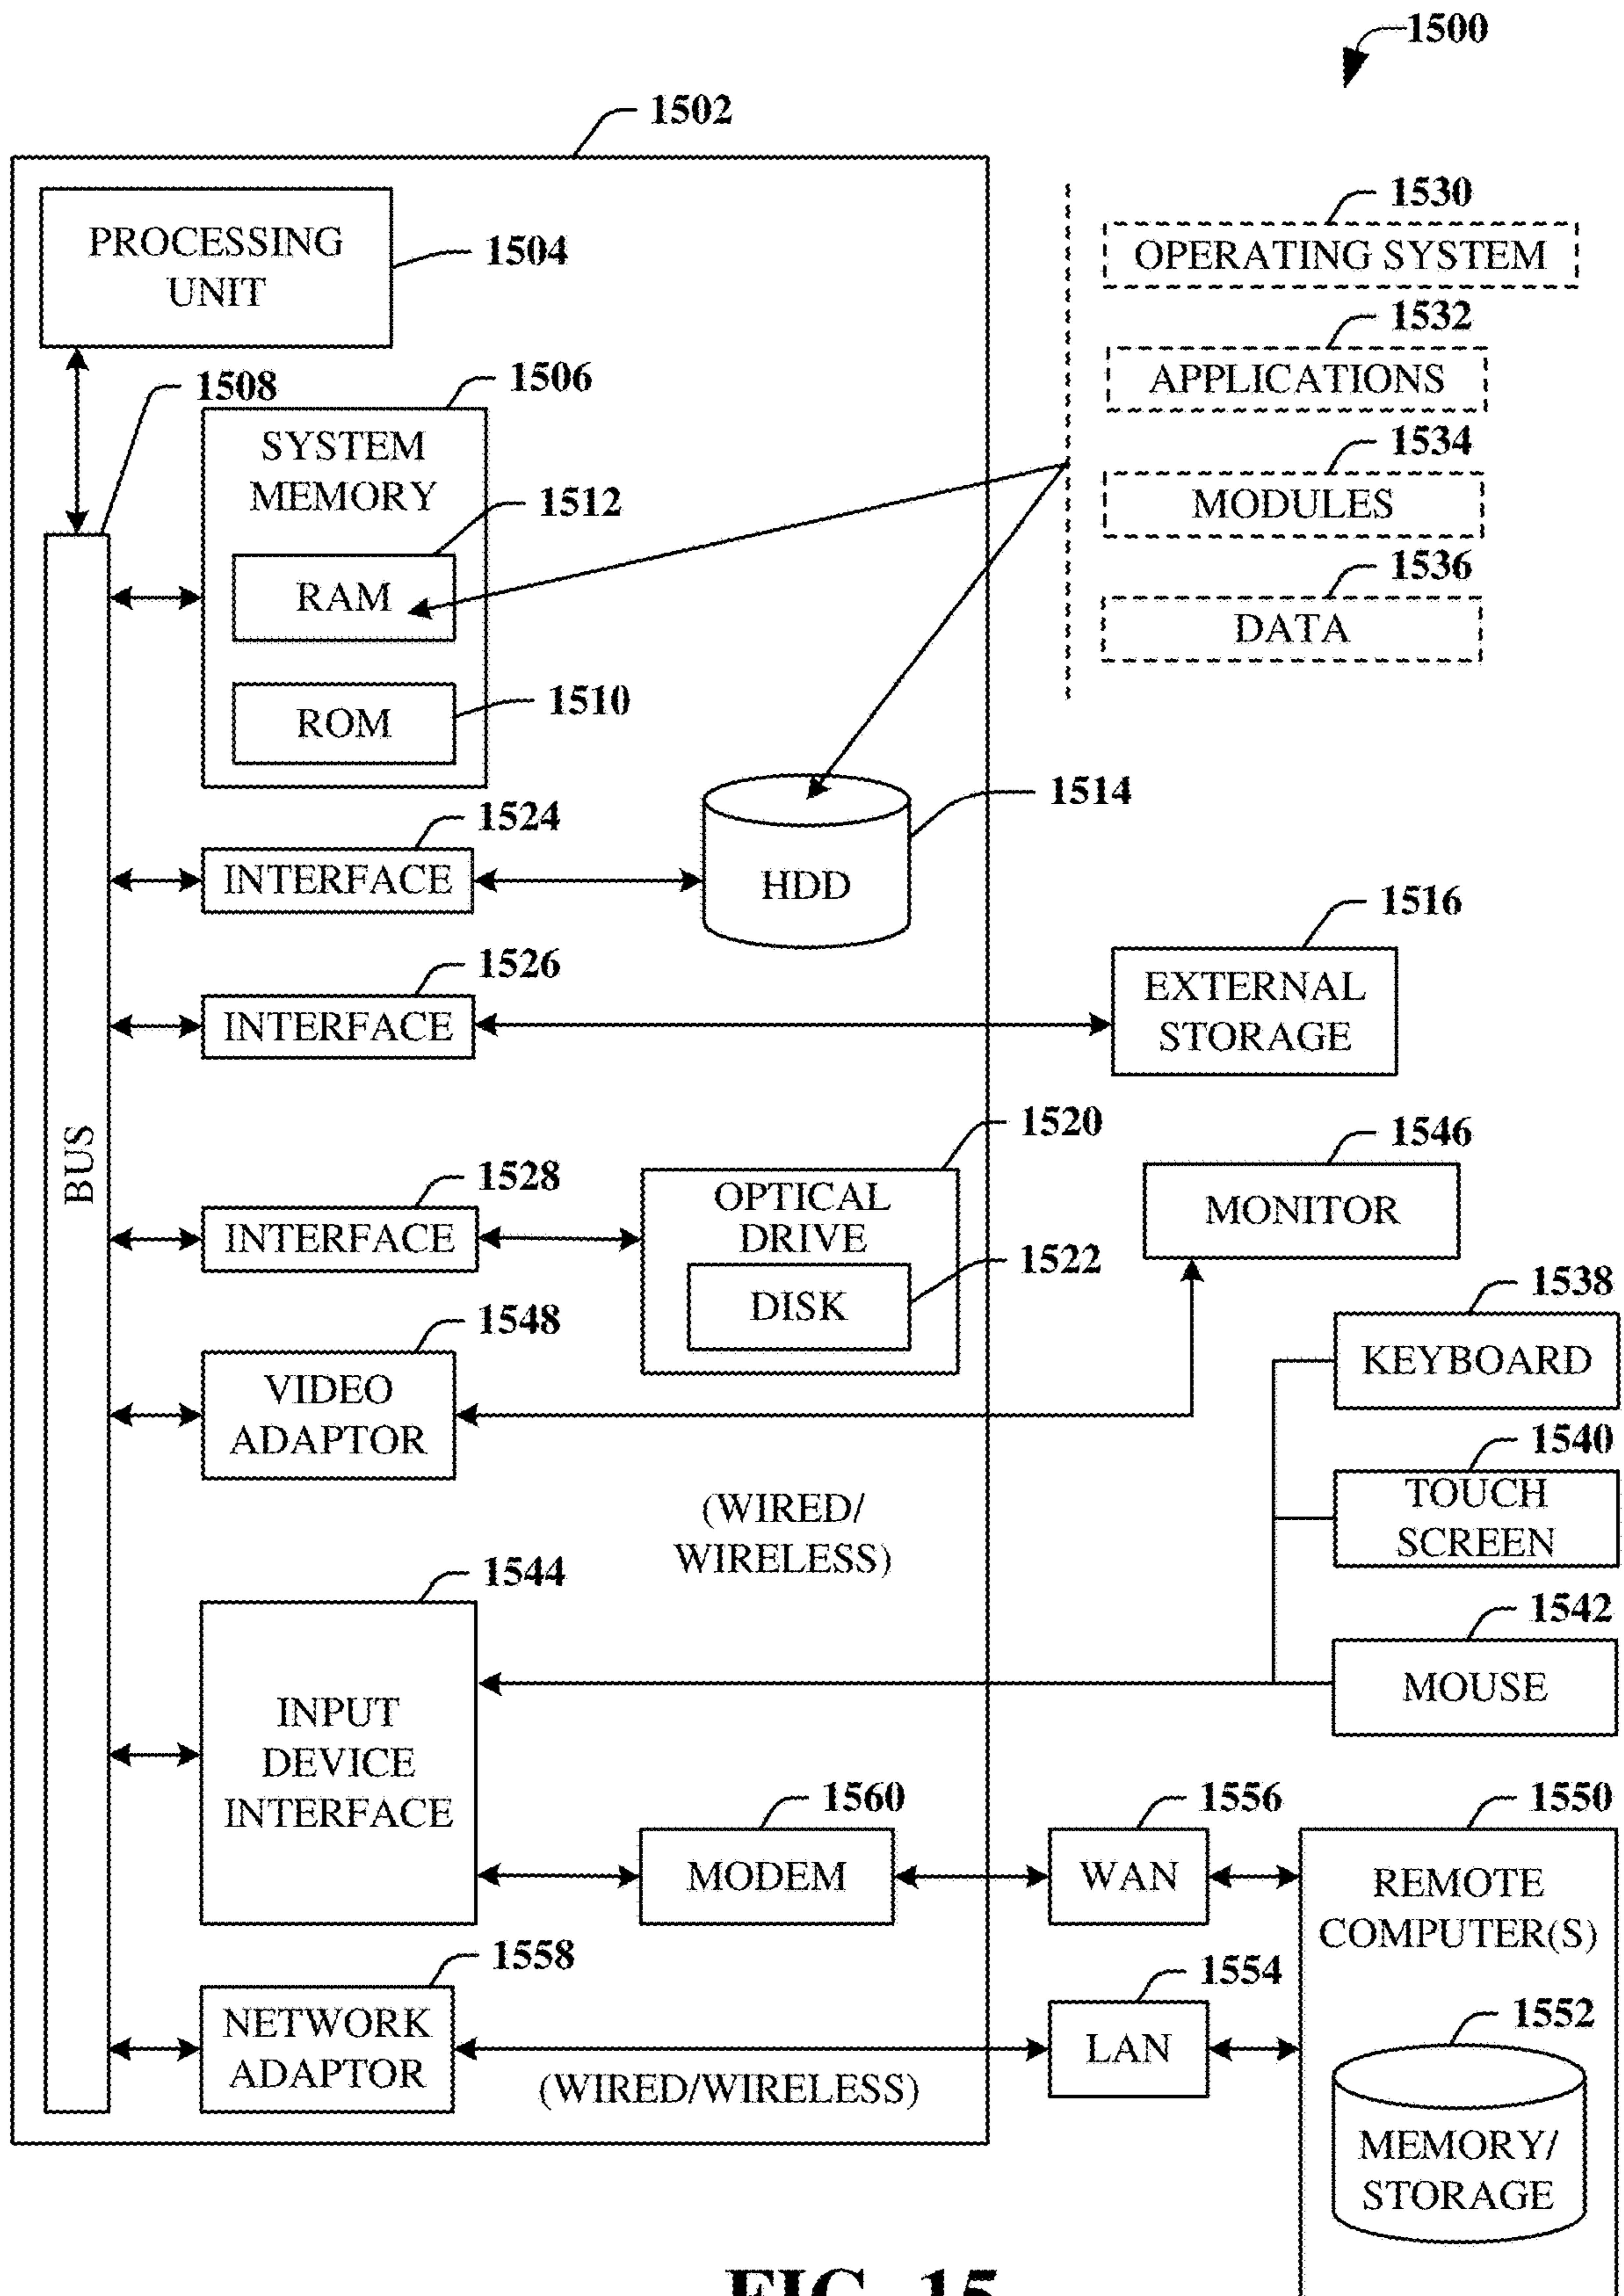 1500
1502
PROCESSING
UNIT
1504
1530
OPERATING SYSTEM
1532
APPLICATIONS
1534
MODULES
1536
DATA
1508
1506
SYSTEM
MEMORY
1512
RAM
1510
ROM
1514
HDD
1524
INTERFACE
1516
EXTERNAL
STORAGE
1526
INTERFACE
BUS
1520
OPTICAL
DRIVE
1522
DISK
1528
INTERFACE
1546
MONITOR
1548
VIDEO
ADAPTOR
1538
KEYBOARD
1540
TOUCH
SCREEN
(WIRED/
WIRELESS)
1542
MOUSE
1544
INPUT
DEVICE
INTERFACE
1560
MODEM
1556
WAN
1550
REMOTE
COMPUTER(S)
1558
NETWORK
ADAPTOR
(WIRED/WIRELESS)
1554
LAN
1552
MEMORY/
STORAGE
FIG. 15